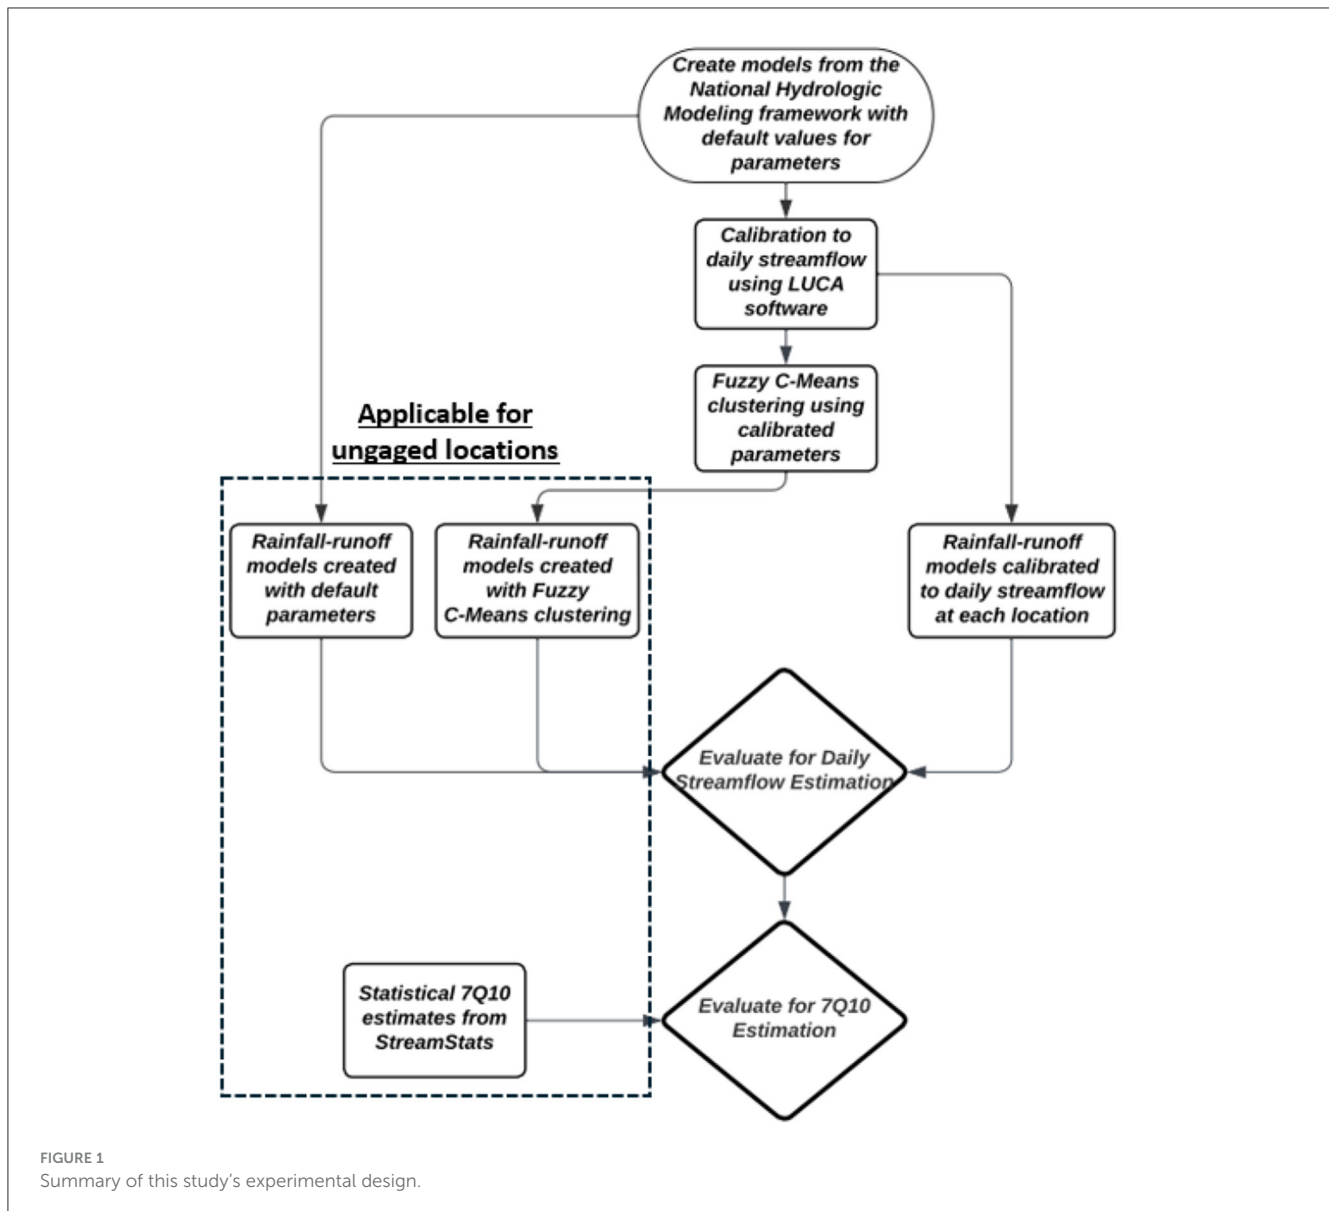 Create models from the
National Hydrologic
Modeling framework with
default values for
parameters
Calibration to
daily streamflow
using LUCA
software
Fuzzy C-Means
clustering using
calibrated
parameters
Applicable for
ungaged locations
Rainfall-runoff
models created
with default
parameters
Rainfall-runoff
models created
with Fuzzy
C-Means clustering
Rainfall-runoff
models calibrated
to daily streamflow
at each location
Evaluate for Daily
Streamflow Estimation
Statistical 7Q10
estimates from
StreamStats
Evaluate for 7Q10
Estimation
FIGURE 1
Summary of this study's experimental design.